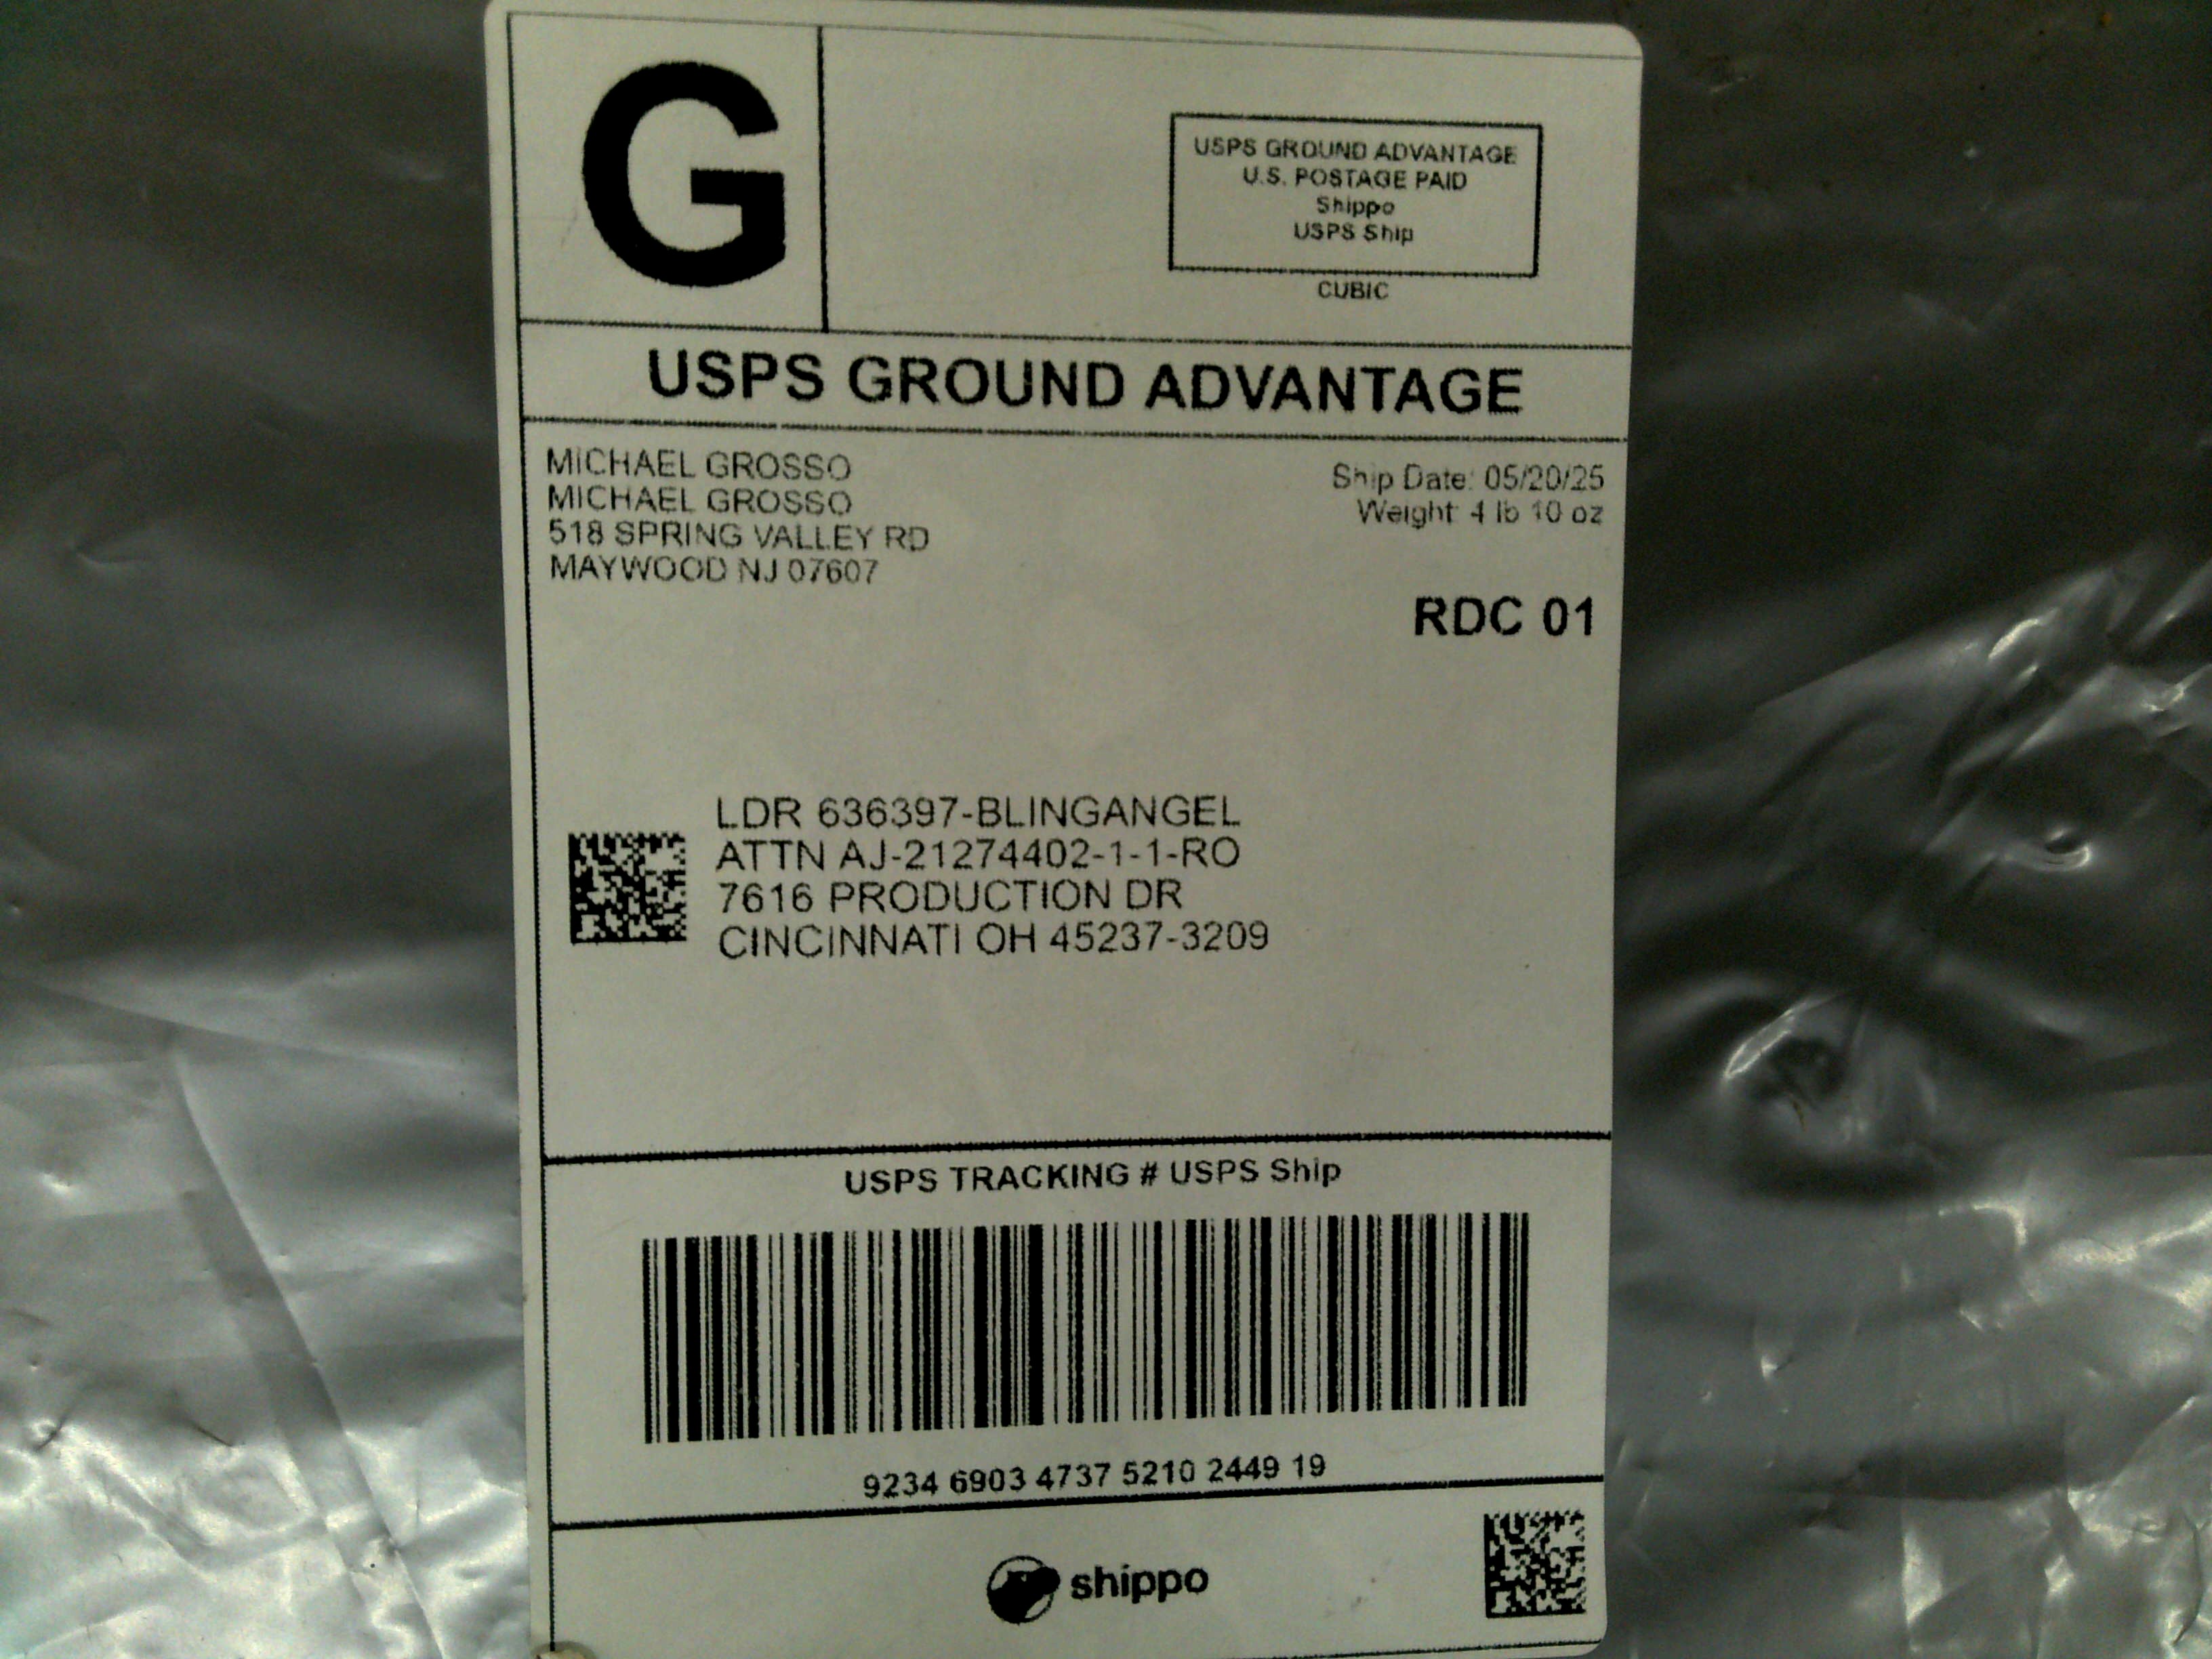 G
USPS GROUND ADVANTAGE
U.S. POSTAGE PAID
Shippo
USPS Ship
CUBIC
USPS GROUND ADVANTAGE
MICHAEL GROSSO
MICHAEL GROSSO
518 SPRING VALLEY RD
MAYWOOD NJ 07607
Ship Date: 05/20/25
Weight: 4 lb 10 oz
RDC 01
LDR 636397-BLINGANGEL
ATTN AJ-21274402-1-1-RO
7616 PRODUCTION DR
CINCINNATI OH 45237-3209
USPS TRACKING # USPS Ship
9234 6903 4737 5210 2449 19
shippo